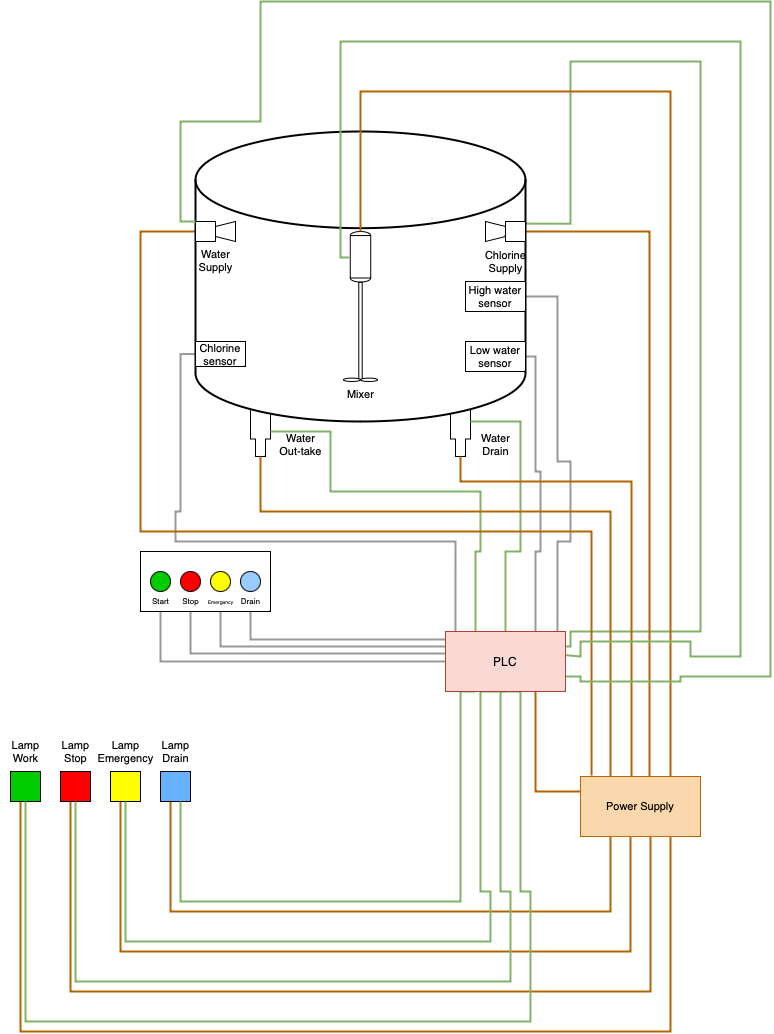 Water
Supply
Chlorine
Supply
High water
sensor
Chlorine
sensor
Low water
sensor
Mixer
Water
Out-take
Water
Drain
Start
Stop
Emergency
Drain
PLC
Lamp
Work
Lamp
Stop
Lamp
Emergency
Lamp
Drain
Power Supply